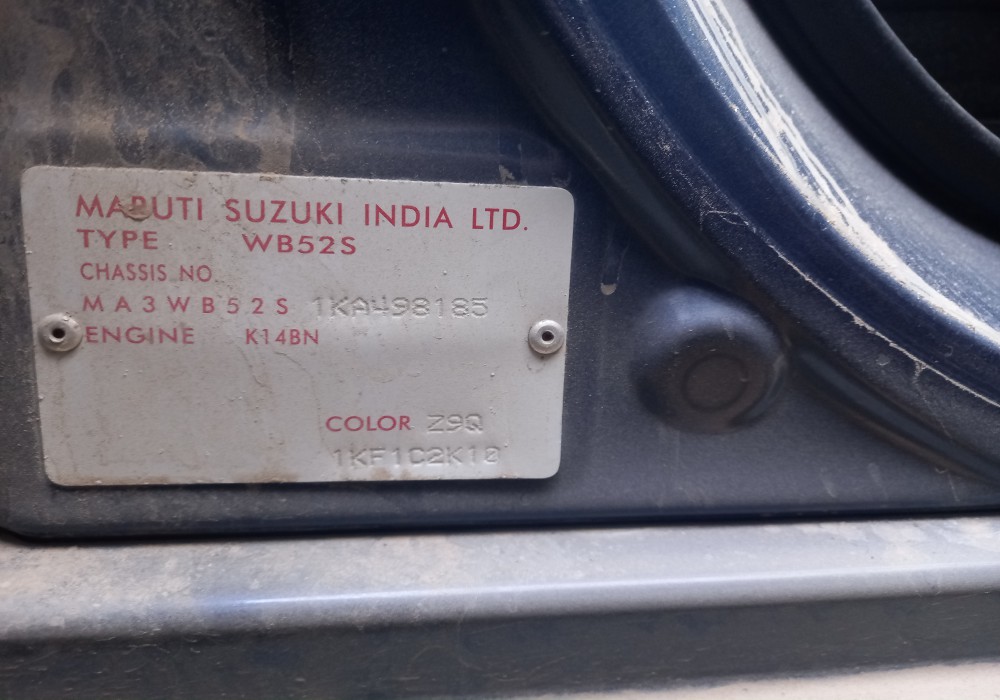 MARUTI SUZUKI INDIA LTD.
TYPE WB52S
CHASSIS NO.
MA3WB52S 1KA498185
ENGINE K14BN
COLOR Z9Q
1KF1C2K10